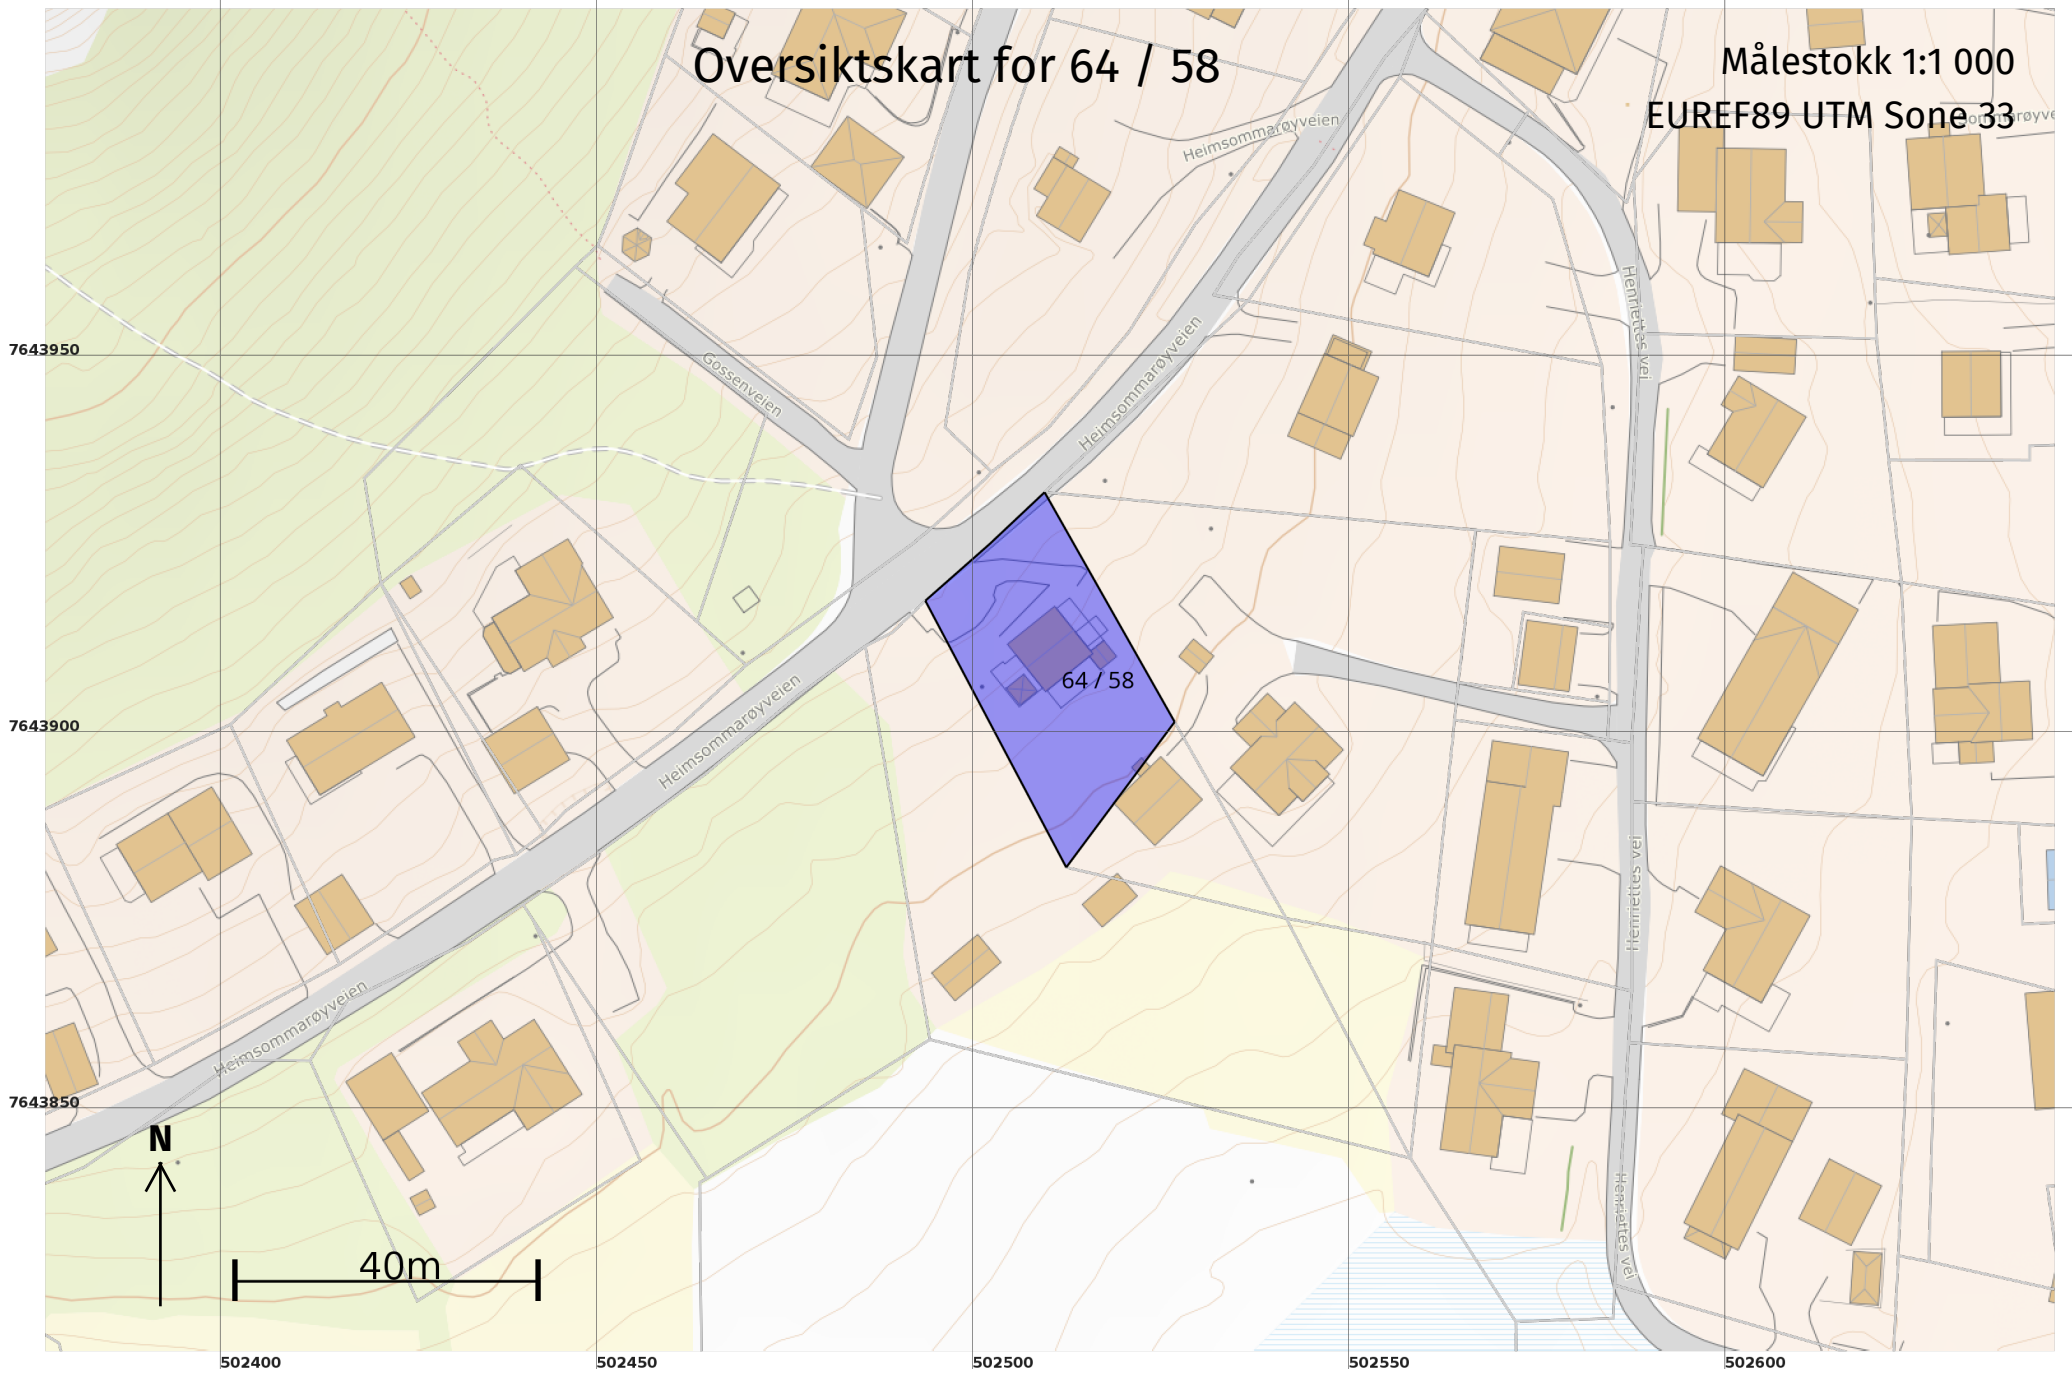 Oversiktskart for 64 / 58
Målestokk 1:1 000
EUREF89 UTM Sone 33
Heimsommarøyveien
Henriettes vei
7643950
Gossenveien
Heimsommarøyveien
64 / 58
Heimsommarøyveien
7643900
Henriettes vei
Heimsommarøyveien
7643850
N
Henriettes vei
40m
502400
502450
502500
502550
502600